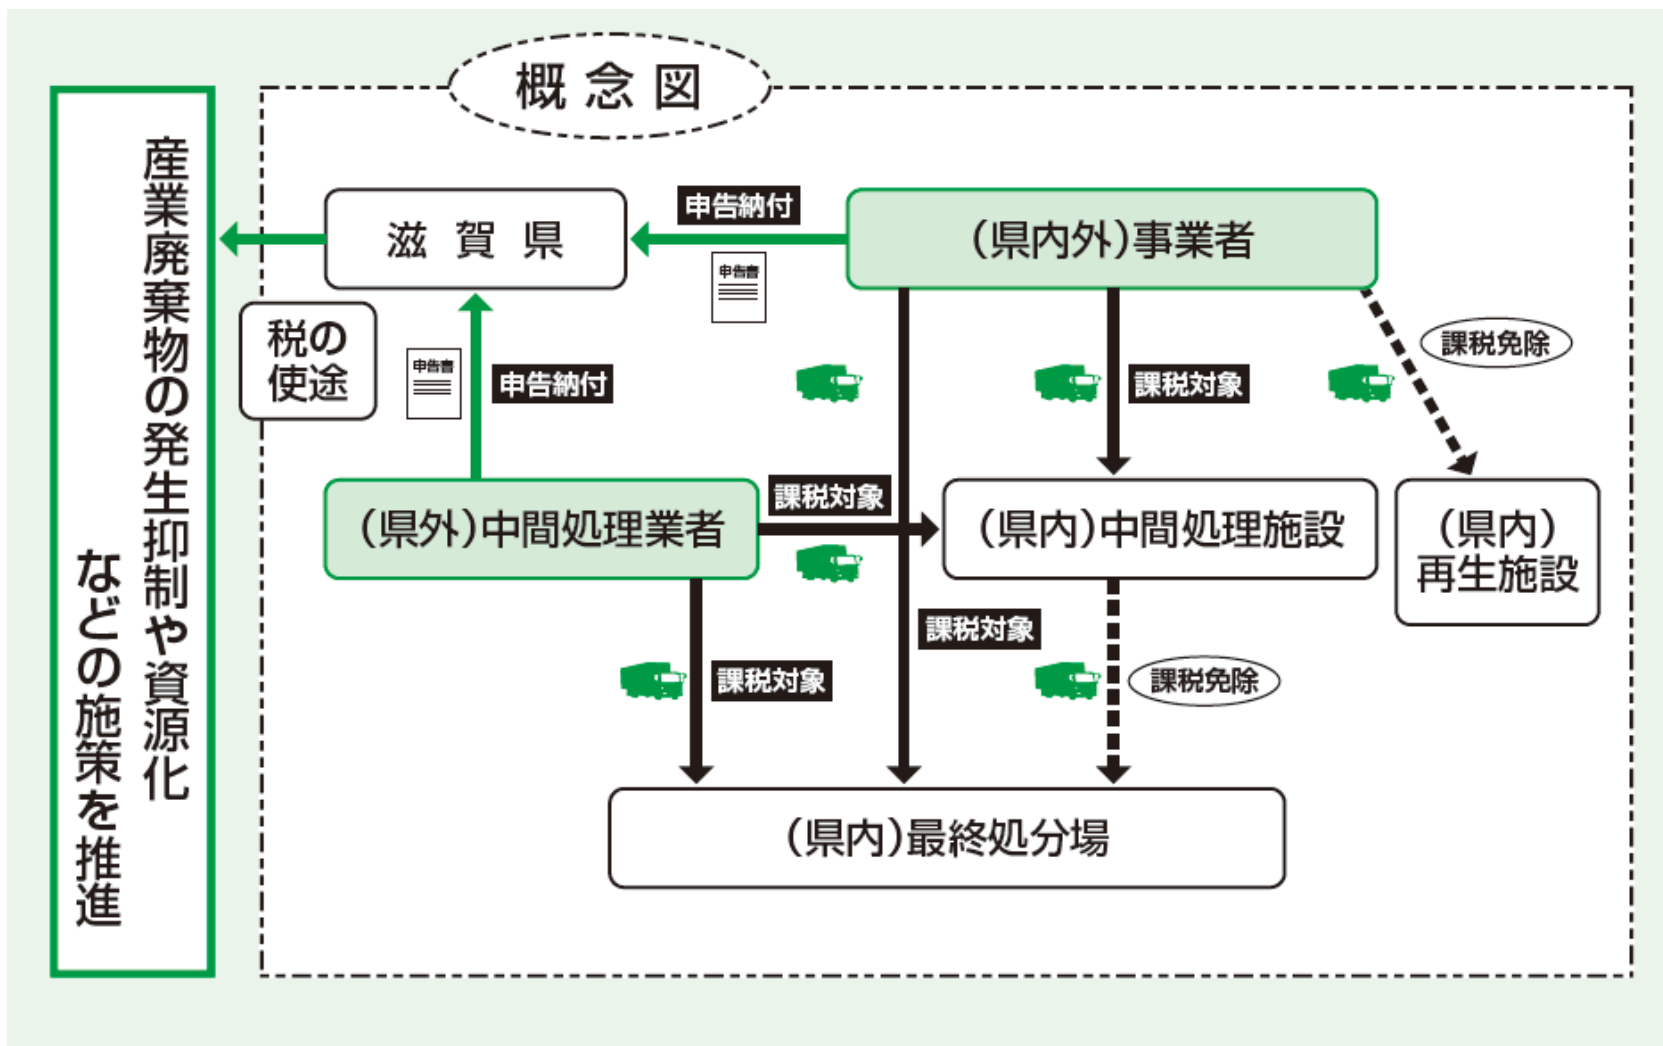 概念図
産業廃棄物の発生抑制や資源化
などの施策を推進
滋賀県
申告納付
申告書
(県内外)事業者
税の
使途
申告書
申告納付
課税対象
課税免除
(県外)中間処理業者
課税対象
(県内)中間処理施設
(県内)
再生施設
課税対象
課税対象
課税免除
(県内)最終処分場